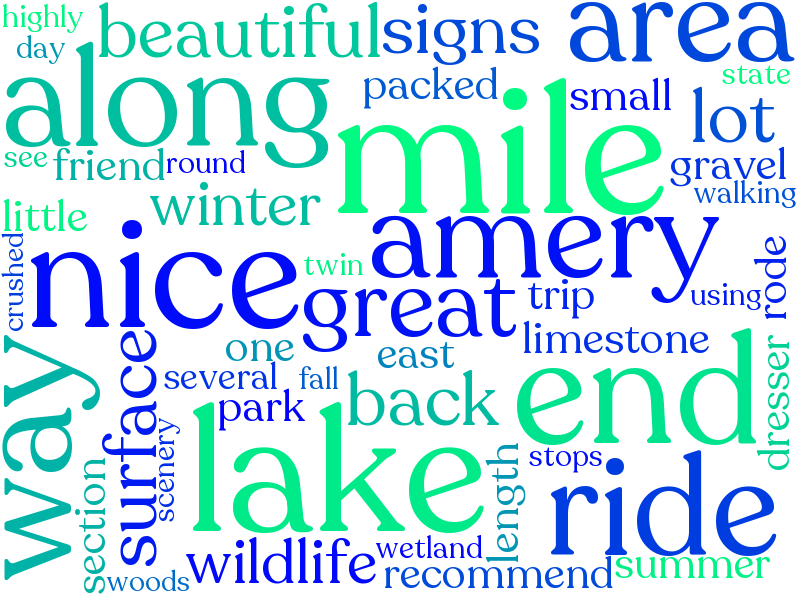 highly
beautiful
signs
area
day
along
packed
state
small
mile
lot
see
friend
round
gravel
walking
winter
little
amery
nice
crushed
twin
great
trip
using
rode
limestone
one
east
way
surface
several
fall
back
end
dresser
park
lake
scenery
section
length
stops
ride
wildlife
wetland
woods
recommend
summer